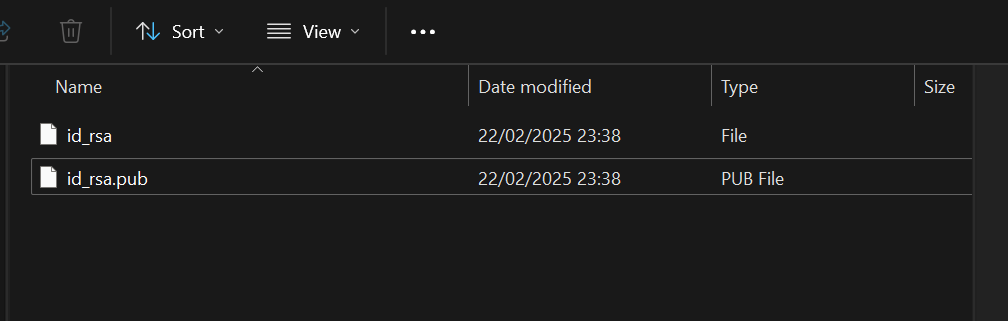 Sort View
Name Date modified Type Size
id_rsa 22/02/2025 23:38 File
id_rsa.pub 22/02/2025 23:38 PUB File